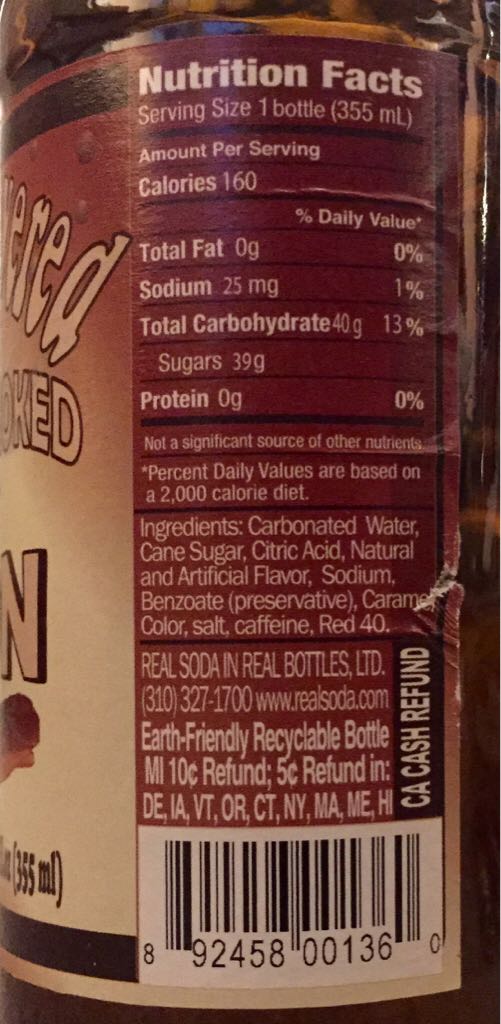 Nutrition Facts
Serving Size 1 bottle (355 mL)
Amount Per Serving
Calories 160
% Daily Value*
Total Fat 0g 0%
Sodium 25 mg 1%
Total Carbohydrate 40 g 13%
Sugars 39g
Protein 0g 0%
Not a significant source of other nutrients.
*Percent Daily Values are based on
a 2,000 calorie diet.
Ingredients: Carbonated Water,
Cane Sugar, Citric Acid, Natural
and Artificial Flavor, Sodium,
Benzoate (preservative), Carame
Color, salt, caffeine, Red 40.
REAL SODA IN REAL BOTTLES, LTD.
(310) 327-1700 www.realsoda.com
Earth-Friendly Recyclable Bottle
MI 10¢ Refund; 5¢ Refund in:
DE, IA, VT, OR, CT, NY, MA, ME, HI
CA CASH REFUND
8 92458 00136 0
vered
OKED
N
(355 ml)